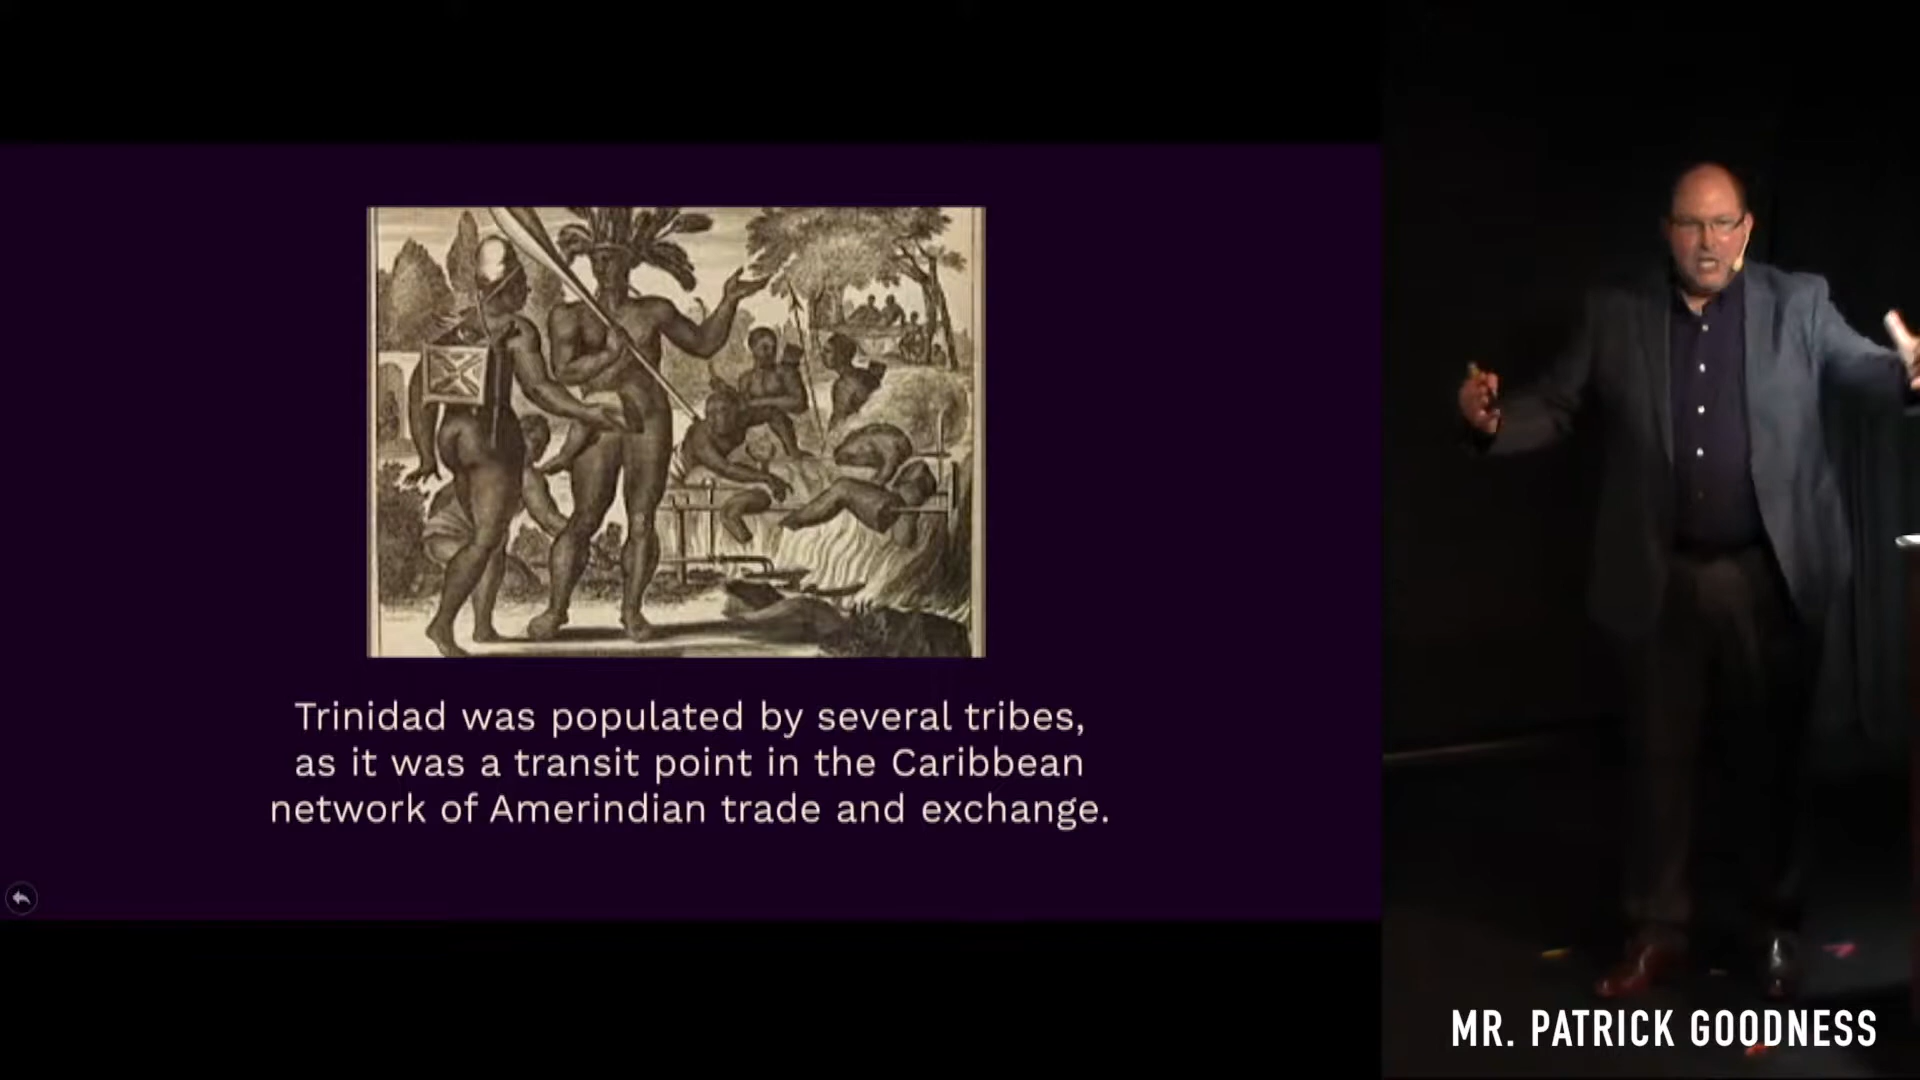 Trinidad was populated by several tribes,
as it was a transit point in the Caribbean
network of Amerindian trade and exchange.
MR. PATRICK GOODNESS